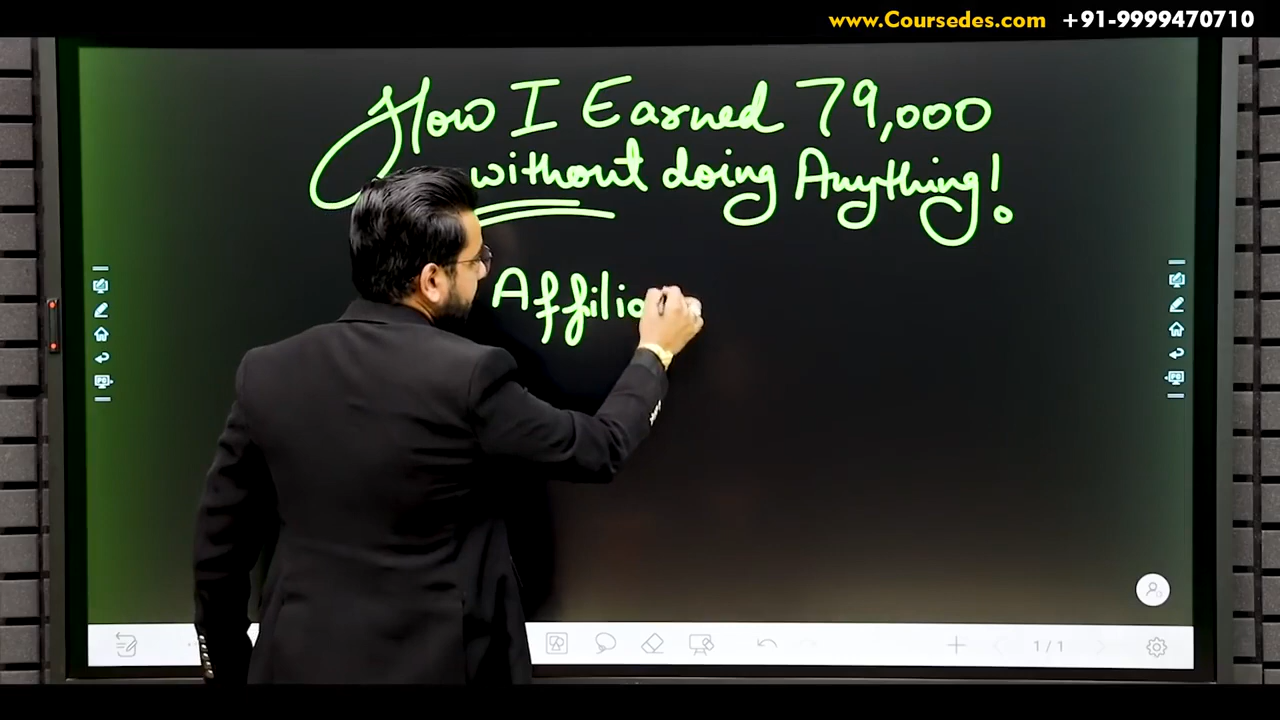 www.Coursedes.com +91-9999470710
How I Earned 79,000
without doing Anything!
Affilia
1/1